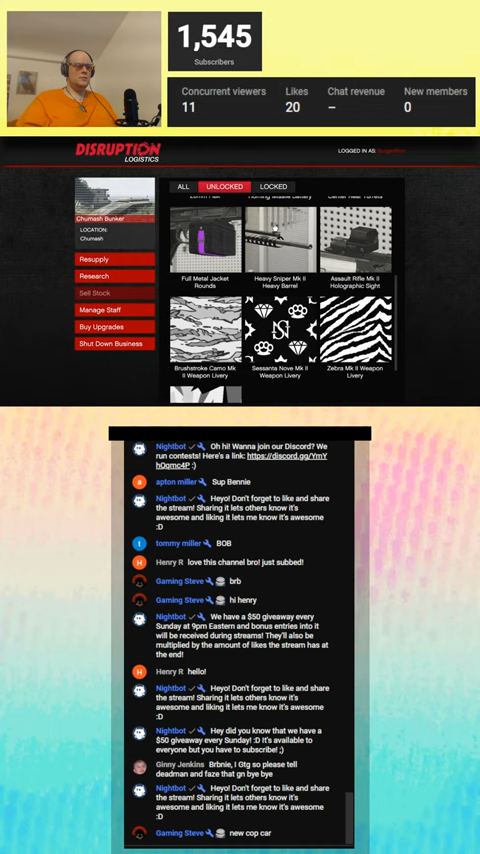 1,545
Subscribers
Concurrent viewers
11
Likes
20
Chat revenue
–
New members
0
DISRUPTION
LOGISTICS
LOGGED IN AS:
Chumash Bunker
LOCATION:
Chumash
Resupply
Research
Sell Stock
Manage Staff
Buy Upgrades
Shut Down Business
ALL
UNLOCKED
LOCKED
Homing Missile Battery
Full Metal Jacket
Rounds
Heavy Sniper Mk II
Heavy Barrel
Assault Rifle Mk II
Holographic Sight
Brushstroke Camo Mk
II Weapon Livery
Sessanta Nove Mk II
Weapon Livery
Zebra Mk II Weapon
Livery
Nightbot Oh hi! Wanna join our Discord? We
run contests! Here's a link: https://discord.gg/YmY
hQqmc4P :)
apton miller Sup Bennie
Nightbot Heyo! Don't forget to like and share
the stream! Sharing it lets others know it's
awesome and liking it lets me know it's awesome
:D
tommy miller BOB
Henry R love this channel bro! just subbed!
Gaming Steve brb
Gaming Steve hi henry
Nightbot We have a $50 giveaway every
Sunday at 9pm Eastern and bonus entries into it
will be received during streams! They'll also be
multiplied by the amount of likes the stream has at
the end!
Henry R hello!
Nightbot Heyo! Don't forget to like and share
the stream! Sharing it lets others know it's
awesome and liking it lets me know it's awesome
:D
Nightbot Hey did you know that we have a
$50 giveaway every Sunday! :D It's available to
everyone but you have to subscribe! ;)
Ginny Jenkins Brbnie, I Gtg so please tell
deadman and faze that gn bye bye
Nightbot Heyo! Don't forget to like and share
the stream! Sharing it lets others know it's
awesome and liking it lets me know it's awesome
:D
Gaming Steve new cop car